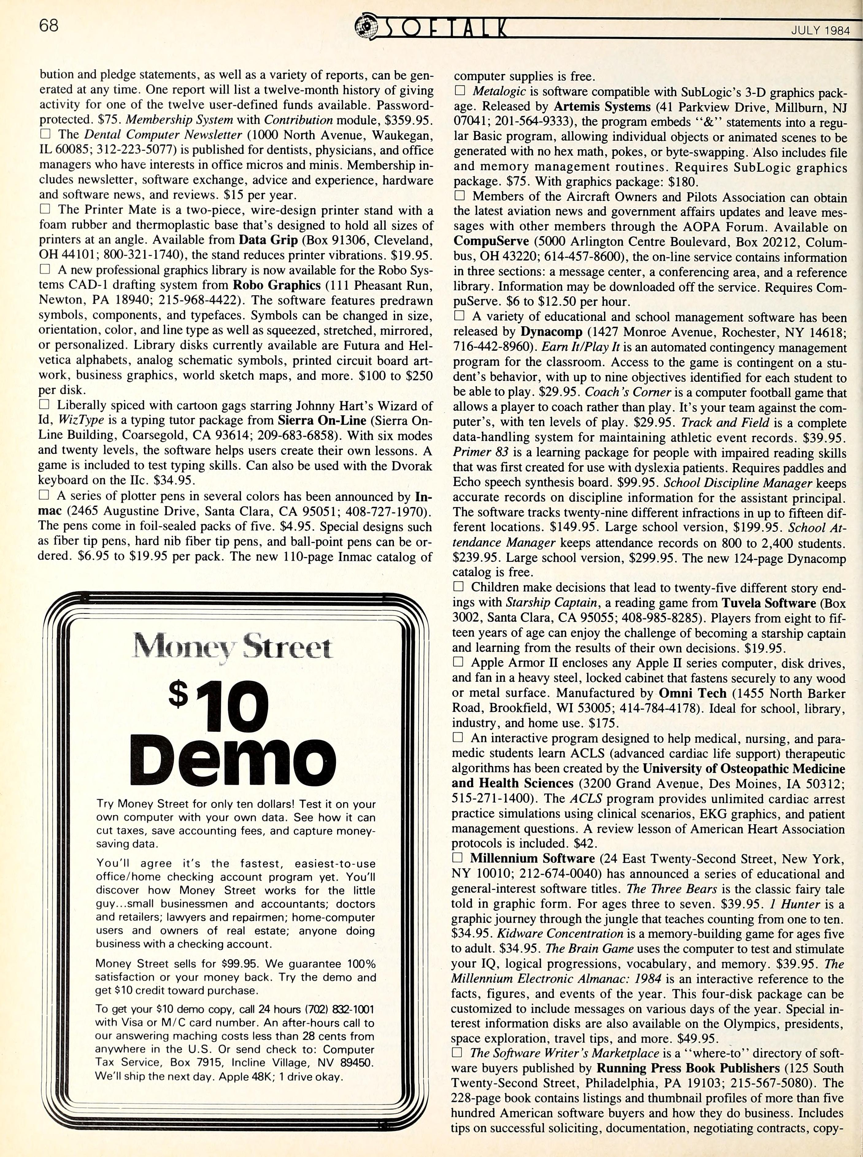 68
SOFTALK
JULY 1984
bution and pledge statements, as well as a variety of reports, can be gen-
erated at any time. One report will list a twelve-month history of giving
activity for one of the twelve user-defined funds available. Password-
protected. $75. Membership System with Contribution module, $359.95.
□ The Dental Computer Newsletter (1000 North Avenue, Waukegan,
IL 60085; 312-223-5077) is published for dentists, physicians, and office
managers who have interests in office micros and minis. Membership in-
cludes newsletter, software exchange, advice and experience, hardware
and software news, and reviews. $15 per year.
□ The Printer Mate is a two-piece, wire-design printer stand with a
foam rubber and thermoplastic base that's designed to hold all sizes of
printers at an angle. Available from Data Grip (Box 91306, Cleveland,
OH 44101; 800-321-1740), the stand reduces printer vibrations. $19.95.
□ A new professional graphics library is now available for the Robo Sys-
tems CAD-1 drafting system from Robo Graphics (111 Pheasant Run,
Newton, PA 18940; 215-968-4422). The software features predrawn
symbols, components, and typefaces. Symbols can be changed in size,
orientation, color, and line type as well as squeezed, stretched, mirrored,
or personalized. Library disks currently available are Futura and Hel-
vetica alphabets, analog schematic symbols, printed circuit board art-
work, business graphics, world sketch maps, and more. $100 to $250
per disk.
□ Liberally spiced with cartoon gags starring Johnny Hart's Wizard of
Id, WizType is a typing tutor package from Sierra On-Line (Sierra On-
Line Building, Coarsegold, CA 93614; 209-683-6858). With six modes
and twenty levels, the software helps users create their own lessons. A
game is included to test typing skills. Can also be used with the Dvorak
keyboard on the IIc. $34.95.
□ A series of plotter pens in several colors has been announced by In-
mac (2465 Augustine Drive, Santa Clara, CA 95051; 408-727-1970).
The pens come in foil-sealed packs of five. $4.95. Special designs such
as fiber tip pens, hard nib fiber tip pens, and ball-point pens can be or-
dered. $6.95 to $19.95 per pack. The new 110-page Inmac catalog of
Money Street
$10
Demo
Try Money Street for only ten dollars! Test it on your
own computer with your own data. See how it can
cut taxes, save accounting fees, and capture money-
saving data.
You'll agree it's the fastest, easiest-to-use
office/home checking account program yet. You'll
discover how Money Street works for the little
guy...small businessmen and accountants; doctors
and retailers; lawyers and repairmen; home-computer
users and owners of real estate; anyone doing
business with a checking account.
Money Street sells for $99.95. We guarantee 100%
satisfaction or your money back. Try the demo and
get $10 credit toward purchase.
To get your $10 demo copy, call 24 hours (702) 832-1001
with Visa or M/C card number. An after-hours call to
our answering maching costs less than 28 cents from
anywhere in the U.S. Or send check to: Computer
Tax Service, Box 7915, Incline Village, NV 89450.
We'll ship the next day. Apple 48K; 1 drive okay.
computer supplies is free.
□ Metalogic is software compatible with SubLogic's 3-D graphics pack-
age. Released by Artemis Systems (41 Parkview Drive, Millburn, NJ
07041; 201-564-9333), the program embeds "&" statements into a regu-
lar Basic program, allowing individual objects or animated scenes to be
generated with no hex math, pokes, or byte-swapping. Also includes file
and memory management routines. Requires SubLogic graphics
package. $75. With graphics package: $180.
□ Members of the Aircraft Owners and Pilots Association can obtain
the latest aviation news and government affairs updates and leave mes-
sages with other members through the AOPA Forum. Available on
CompuServe (5000 Arlington Centre Boulevard, Box 20212, Colum-
bus, OH 43220; 614-457-8600), the on-line service contains information
in three sections: a message center, a conferencing area, and a reference
library. Information may be downloaded off the service. Requires Com-
puServe. $6 to $12.50 per hour.
□ A variety of educational and school management software has been
released by Dynacomp (1427 Monroe Avenue, Rochester, NY 14618;
716-442-8960). Earn It/Play It is an automated contingency management
program for the classroom. Access to the game is contingent on a stu-
dent's behavior, with up to nine objectives identified for each student to
be able to play. $29.95. Coach's Corner is a computer football game that
allows a player to coach rather than play. It's your team against the com-
puter's, with ten levels of play. $29.95. Track and Field is a complete
data-handling system for maintaining athletic event records. $39.95.
Primer 83 is a learning package for people with impaired reading skills
that was first created for use with dyslexia patients. Requires paddles and
Echo speech synthesis board. $99.95. School Discipline Manager keeps
accurate records on discipline information for the assistant principal.
The software tracks twenty-nine different infractions in up to fifteen dif-
ferent locations. $149.95. Large school version, $199.95. School At-
tendance Manager keeps attendance records on 800 to 2,400 students.
$239.95. Large school version, $299.95. The new 124-page Dynacomp
catalog is free.
□ Children make decisions that lead to twenty-five different story end-
ings with Starship Captain, a reading game from Tuvela Software (Box
3002, Santa Clara, CA 95055; 408-985-8285). Players from eight to fif-
teen years of age can enjoy the challenge of becoming a starship captain
and learning from the results of their own decisions. $19.95.
□ Apple Armor II encloses any Apple II series computer, disk drives,
and fan in a heavy steel, locked cabinet that fastens securely to any wood
or metal surface. Manufactured by Omni Tech (1455 North Barker
Road, Brookfield, WI 53005; 414-784-4178). Ideal for school, library,
industry, and home use. $175.
□ An interactive program designed to help medical, nursing, and para-
medic students learn ACLS (advanced cardiac life support) therapeutic
algorithms has been created by the University of Osteopathic Medicine
and Health Sciences (3200 Grand Avenue, Des Moines, IA 50312;
515-271-1400). The ACLS program provides unlimited cardiac arrest
practice simulations using clinical scenarios, EKG graphics, and patient
management questions. A review lesson of American Heart Association
protocols is included. $42.
□ Millennium Software (24 East Twenty-Second Street, New York,
NY 10010; 212-674-0040) has announced a series of educational and
general-interest software titles. The Three Bears is the classic fairy tale
told in graphic form. For ages three to seven. $39.95. 1 Hunter is a
graphic journey through the jungle that teaches counting from one to ten.
$34.95. Kidware Concentration is a memory-building game for ages five
to adult. $34.95. The Brain Game uses the computer to test and stimulate
your IQ, logical progressions, vocabulary, and memory. $39.95. The
Millennium Electronic Almanac: 1984 is an interactive reference to the
facts, figures, and events of the year. This four-disk package can be
customized to include messages on various days of the year. Special in-
terest information disks are also available on the Olympics, presidents,
space exploration, travel tips, and more. $49.95.
□ The Software Writer's Marketplace is a "where-to" directory of soft-
ware buyers published by Running Press Book Publishers (125 South
Twenty-Second Street, Philadelphia, PA 19103; 215-567-5080). The
228-page book contains listings and thumbnail profiles of more than five
hundred American software buyers and how they do business. Includes
tips on successful soliciting, documentation, negotiating contracts, copy-